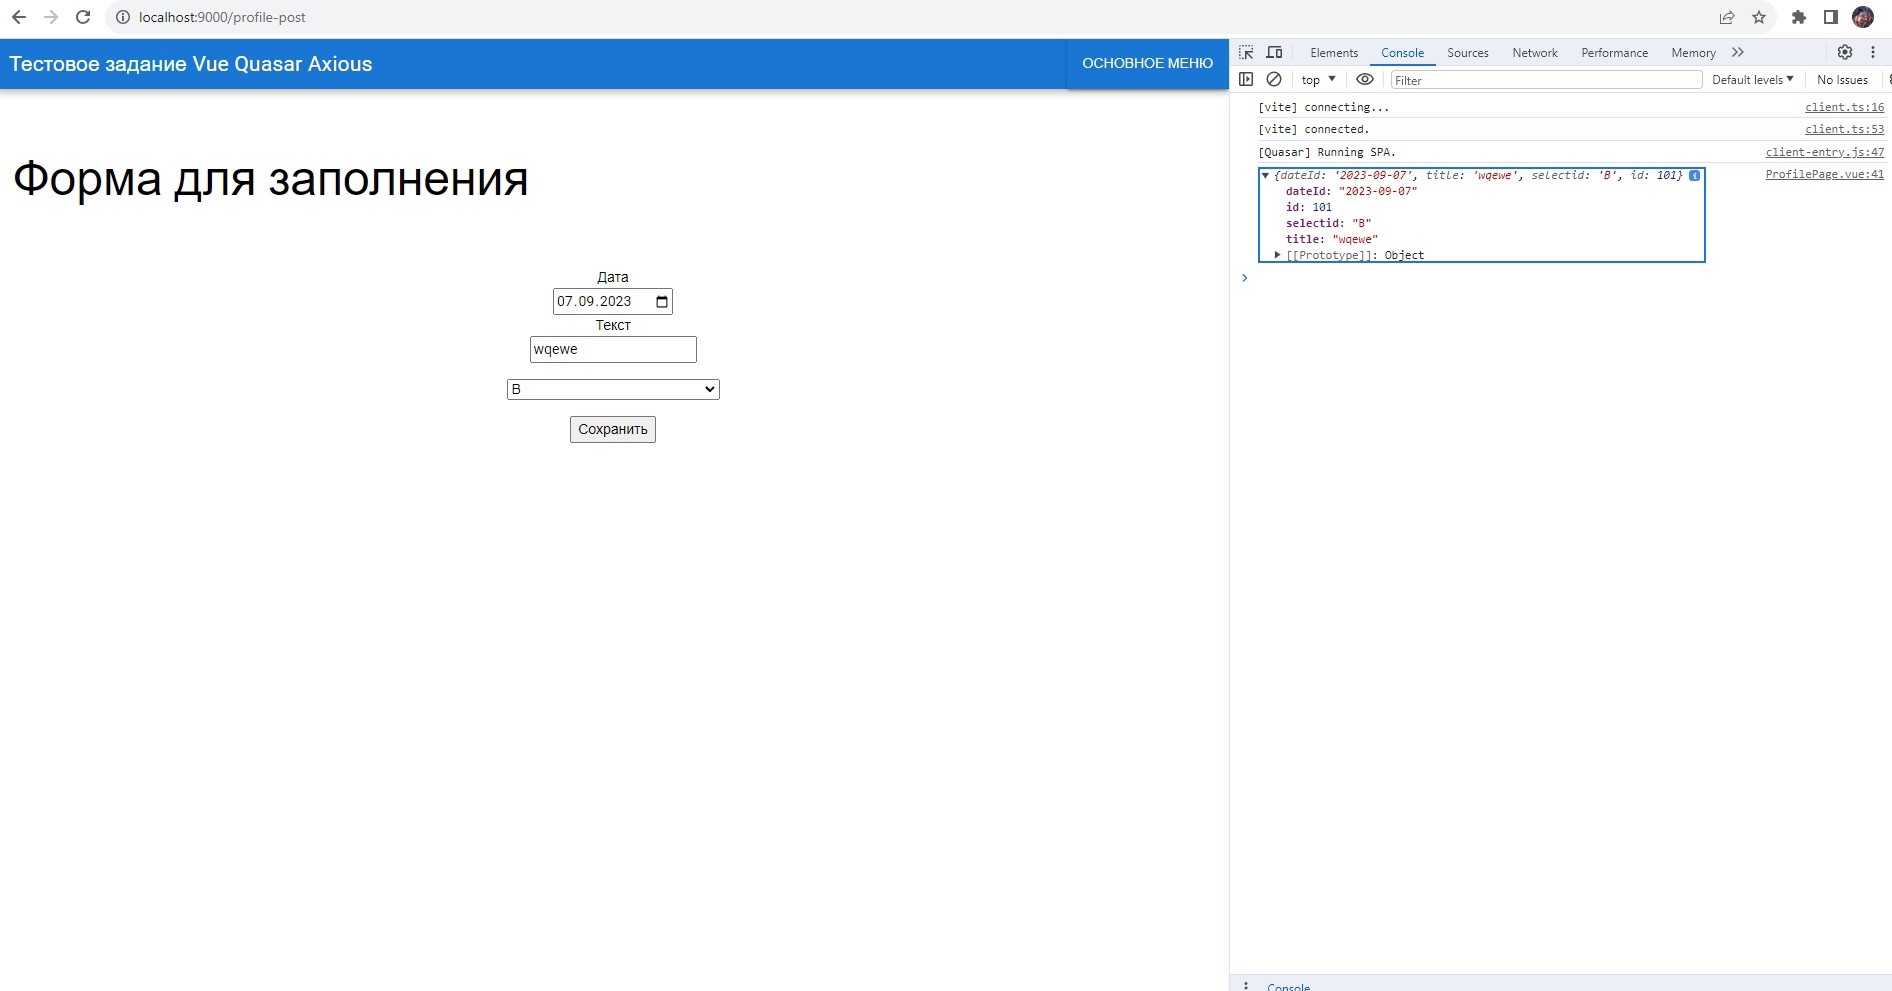 localhost:9000/profile-post
Тестовое задание Vue Quasar Axious
ОСНОВНОЕ МЕНЮ
Форма для заполнения
Дата
07.09.2023
Текст
wqewe
B
Сохранить
Elements Console Sources Network Performance Memory
top Filter Default levels No Issues
[vite] connecting... client.ts:16
[vite] connected. client.ts:53
[Quasar] Running SPA. client-entry.js:47
{dateId: '2023-09-07', title: 'wqewe', selectid: 'B', id: 101} ProfilePage.vue:41
dateId: "2023-09-07"
id: 101
selectid: "B"
title: "wqewe"
[[Prototype]]: Object
Console